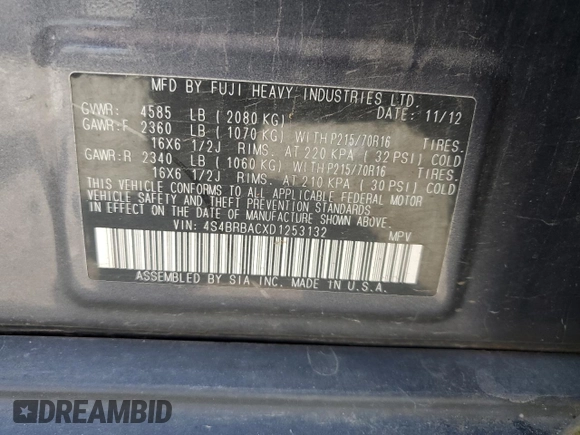 MFD BY FUJI HEAVY INDUSTRIES LTD.
GVWR: 4585 LB ( 2080 KG) DATE: 11/12
GAWR:F 2360 LB ( 1070 KG) WITH P215/70R16 TIRES.
16X6 1/2J RIMS. AT 220 KPA ( 32 PSI) COLD
GAWR:R 2340 LB ( 1060 KG) WITH P215/70R16 TIRES.
16X6 1/2J RIMS. AT 210 KPA ( 30 PSI) COLD
THIS VEHICLE CONFORMS TO ALL APPLICABLE FEDERAL MOTOR
VEHICLE SAFETY AND THEFT PREVENTION STANDARDS
IN EFFECT ON THE DATE OF MANUFACTURE SHOWN ABOVE.
VIN: 4S4BRBACXD1253132 MPV
ASSEMBLED BY SIA INC. MADE IN U.S.A.
DREAMBID